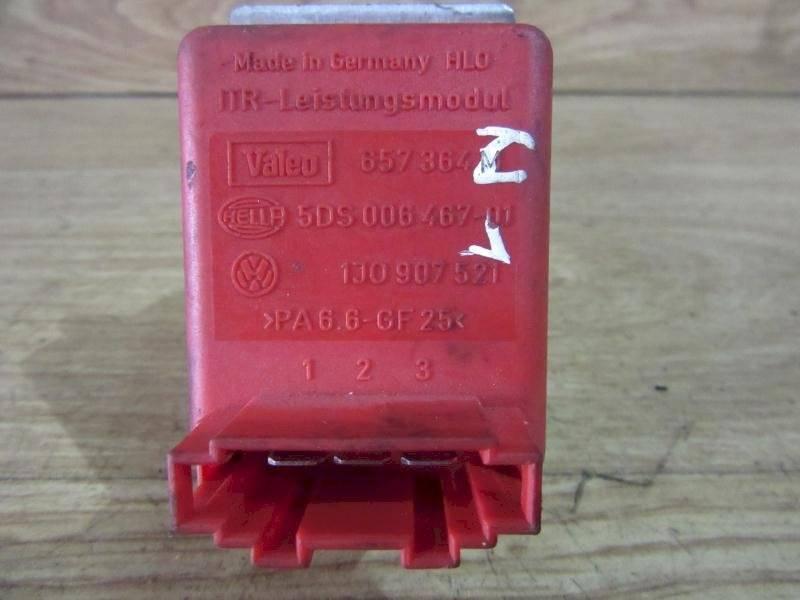 Made in Germany HLO
ITR-Leistungsmodul
Valeo 657 364 M
HELLA 5DS 006 467-01
VW 1J0 907 521
>PA 6.6-GF 25<
1 2 3